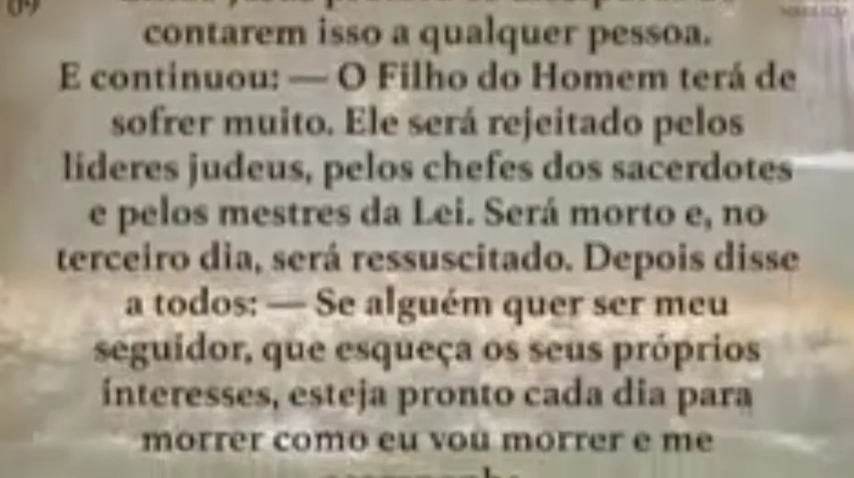 09
contarem isso a qualquer pessoa.
E continuou: — O Filho do Homem terá de
sofrer muito. Ele será rejeitado pelos
líderes judeus, pelos chefes dos sacerdotes
e pelos mestres da Lei. Será morto e, no
terceiro dia, será ressuscitado. Depois disse
a todos: — Se alguém quer ser meu
seguidor, que esqueça os seus próprios
interesses, esteja pronto cada dia para
morrer como eu vou morrer e me